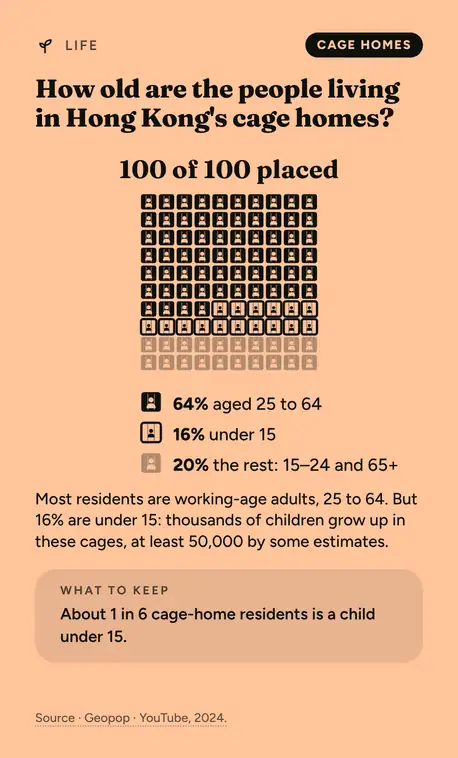 LIFE
CAGE HOMES
How old are the people living
in Hong Kong's cage homes?
100 of 100 placed
64% aged 25 to 64
16% under 15
20% the rest: 15–24 and 65+
Most residents are working-age adults, 25 to 64. But
16% are under 15: thousands of children grow up in
these cages, at least 50,000 by some estimates.
WHAT TO KEEP
About 1 in 6 cage-home residents is a child
under 15.
Source · Geopop · YouTube, 2024.